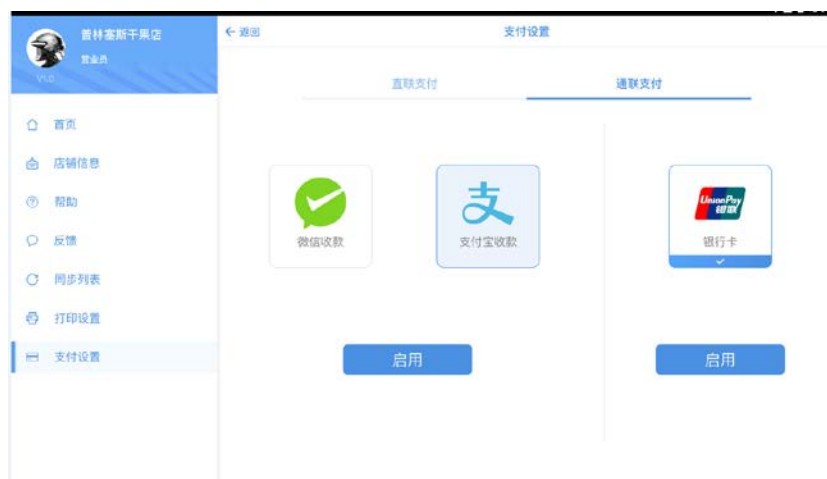 普林塞斯干果店
营业员
V1.0
首页
店铺信息
帮助
反馈
同步列表
打印设置
支付设置
← 返回
支付设置
直联支付
通联支付
微信收款
支
支付宝收款
UnionPay
银联
银行卡
启用
启用